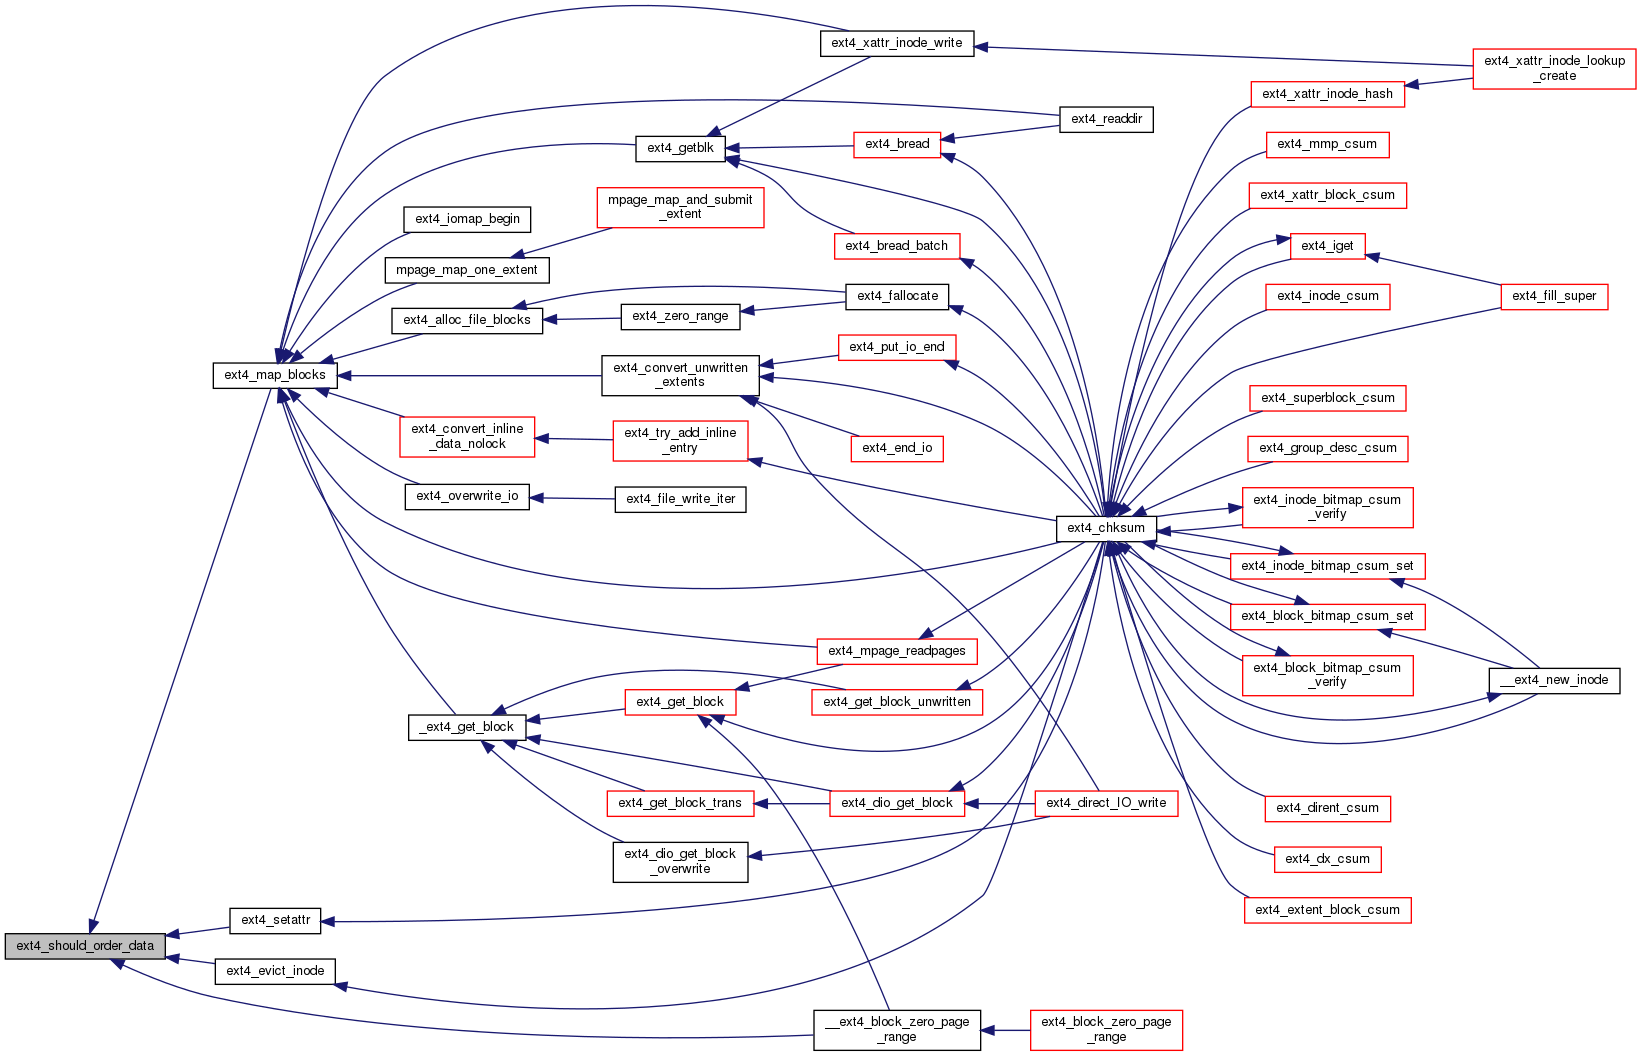 ext4_xattr_inode_write
ext4_xattr_inode_lookup
_create
ext4_xattr_inode_hash
ext4_readdir
ext4_getblk
ext4_bread
ext4_mmp_csum
mpage_map_and_submit
_extent
ext4_xattr_block_csum
ext4_iomap_begin
ext4_bread_batch
ext4_iget
mpage_map_one_extent
ext4_fallocate
ext4_inode_csum
ext4_fill_super
ext4_alloc_file_blocks
ext4_zero_range
ext4_put_io_end
ext4_map_blocks
ext4_convert_unwritten
_extents
ext4_superblock_csum
ext4_convert_inline
_data_nolock
ext4_try_add_inline
_entry
ext4_end_io
ext4_group_desc_csum
ext4_overwrite_io
ext4_file_write_iter
ext4_inode_bitmap_csum
_verify
ext4_chksum
ext4_inode_bitmap_csum_set
ext4_block_bitmap_csum_set
ext4_mpage_readpages
ext4_block_bitmap_csum
_verify
__ext4_new_inode
ext4_get_block
ext4_get_block_unwritten
_ext4_get_block
ext4_get_block_trans
ext4_dio_get_block
ext4_direct_IO_write
ext4_dirent_csum
ext4_dio_get_block
_overwrite
ext4_dx_csum
ext4_setattr
ext4_extent_block_csum
ext4_should_order_data
ext4_evict_inode
__ext4_block_zero_page
_range
ext4_block_zero_page
_range